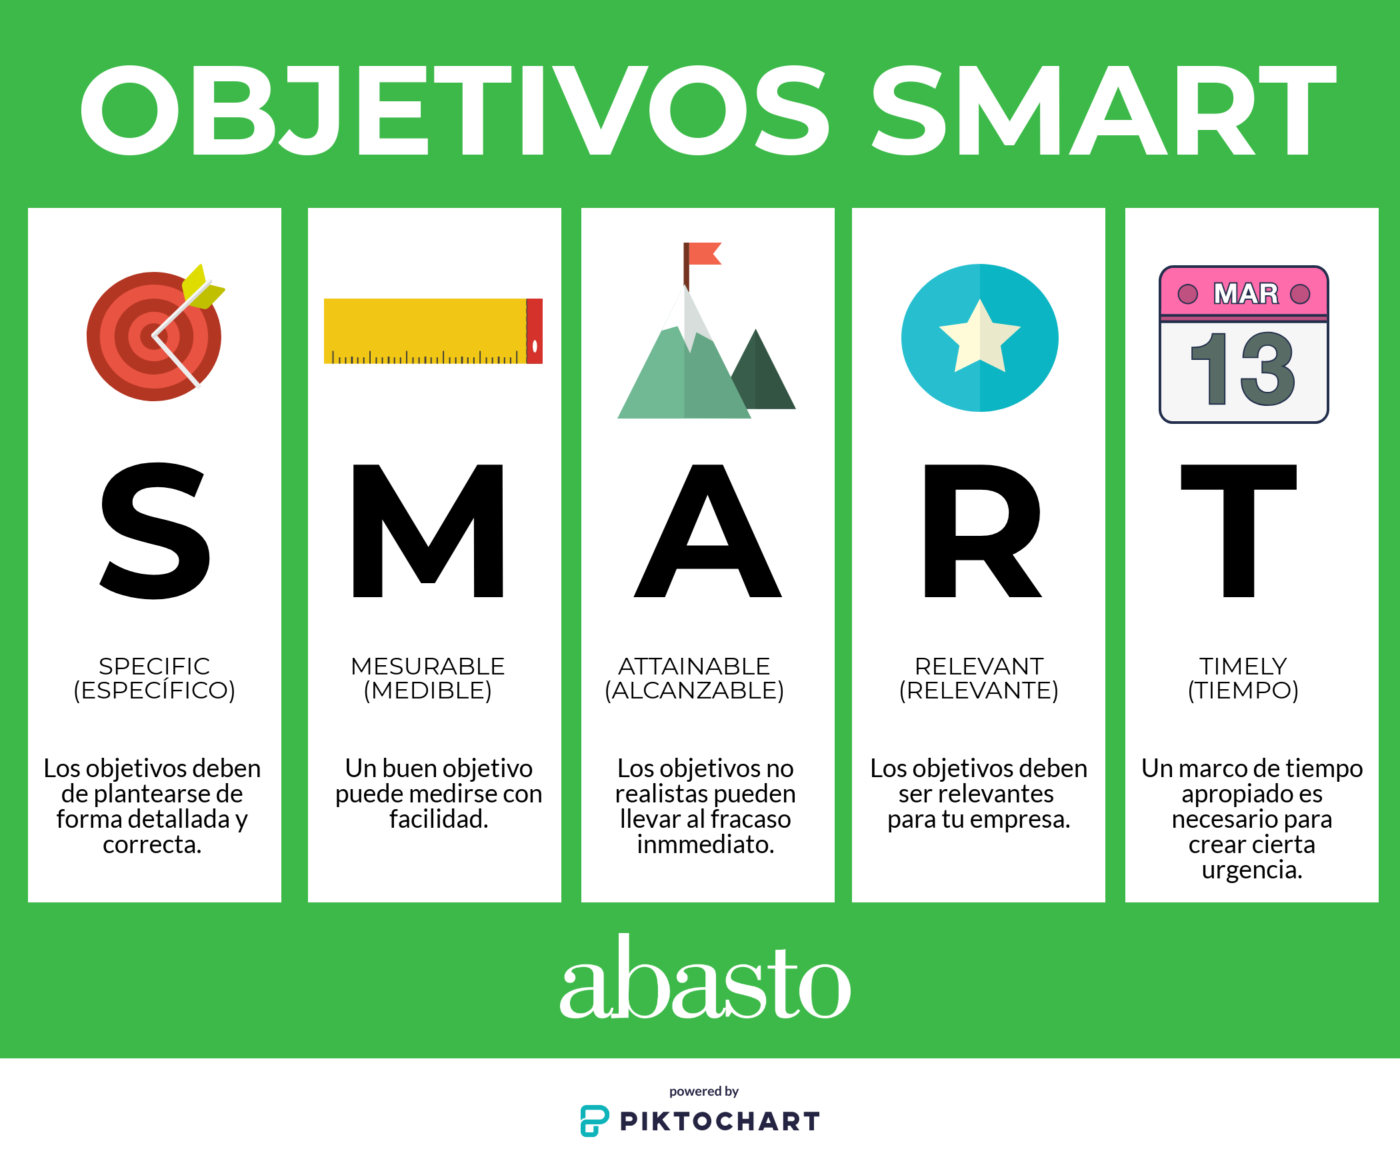 OBJETIVOS SMART
MAR
13
S
M
A
R
T
SPECIFIC
(ESPECÍFICO)
MESURABLE
(MEDIBLE)
ATTAINABLE
(ALCANZABLE)
RELEVANT
(RELEVANTE)
TIMELY
(TIEMPO)
Los objetivos deben
de plantearse de
forma detallada y
correcta.
Un buen objetivo
puede medirse con
facilidad.
Los objetivos no
realistas pueden
llevar al fracaso
inmmediato.
Los objetivos deben
ser relevantes
para tu empresa.
Un marco de tiempo
apropiado es
necesario para
crear cierta
urgencia.
abasto
powered by
PIKTOCHART